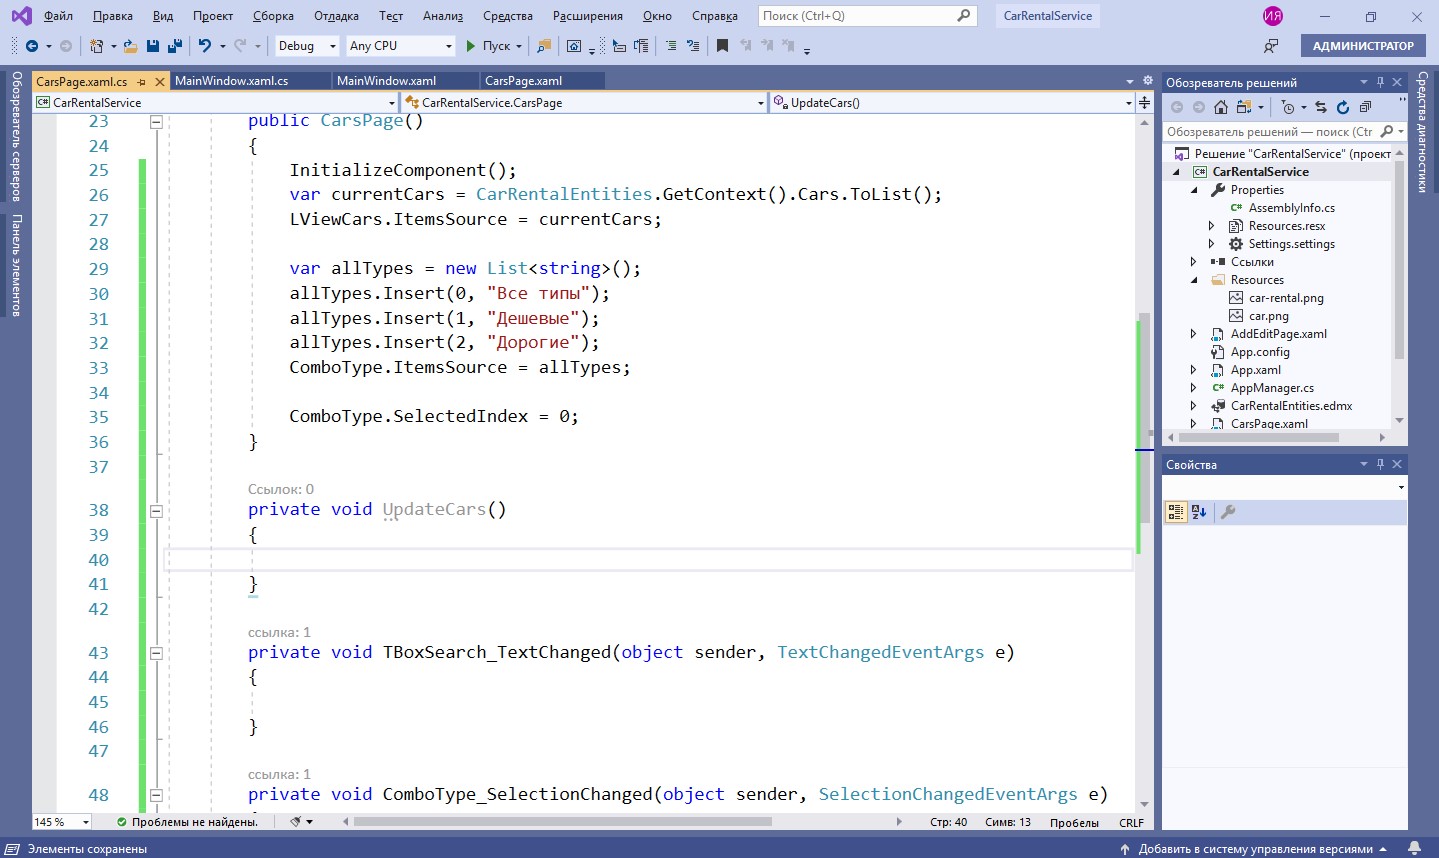 Файл Правка Вид Проект Сборка Отладка Тест Анализ Средства Расширения Окно Справка Поиск (Ctrl+Q) CarRentalService ИЯ
Debug Any CPU Пуск АДМИНИСТРАТОР
Обозреватель серверов
Панель элементов
CarsPage.xaml.cs MainWindow.xaml.cs MainWindow.xaml CarsPage.xaml
CarRentalService CarRentalService.CarsPage UpdateCars()
23 public CarsPage()
24 {
25 InitializeComponent();
26 var currentCars = CarRentalEntities.GetContext().Cars.ToList();
27 LViewCars.ItemsSource = currentCars;
28
29 var allTypes = new List<string>();
30 allTypes.Insert(0, "Все типы");
31 allTypes.Insert(1, "Дешевые");
32 allTypes.Insert(2, "Дорогие");
33 ComboType.ItemsSource = allTypes;
34
35 ComboType.SelectedIndex = 0;
36 }
37
Ссылок: 0
38 private void UpdateCars()
39 {
40
41 }
42
ссылка: 1
43 private void TBoxSearch_TextChanged(object sender, TextChangedEventArgs e)
44 {
45
46 }
47
ссылка: 1
48 private void ComboType_SelectionChanged(object sender, SelectionChangedEventArgs e)
145 % Проблемы не найдены. Стр: 40 Симв: 13 Пробелы CRLF
Обозреватель решений
Обозреватель решений — поиск (Ctr
Решение "CarRentalService" (проект
CarRentalService
Properties
AssemblyInfo.cs
Resources.resx
Settings.settings
Ссылки
Resources
car-rental.png
car.png
AddEditPage.xaml
App.config
App.xaml
AppManager.cs
CarRentalEntities.edmx
CarsPage.xaml
Свойства
Средства диагностики
Элементы сохранены Добавить в систему управления версиями